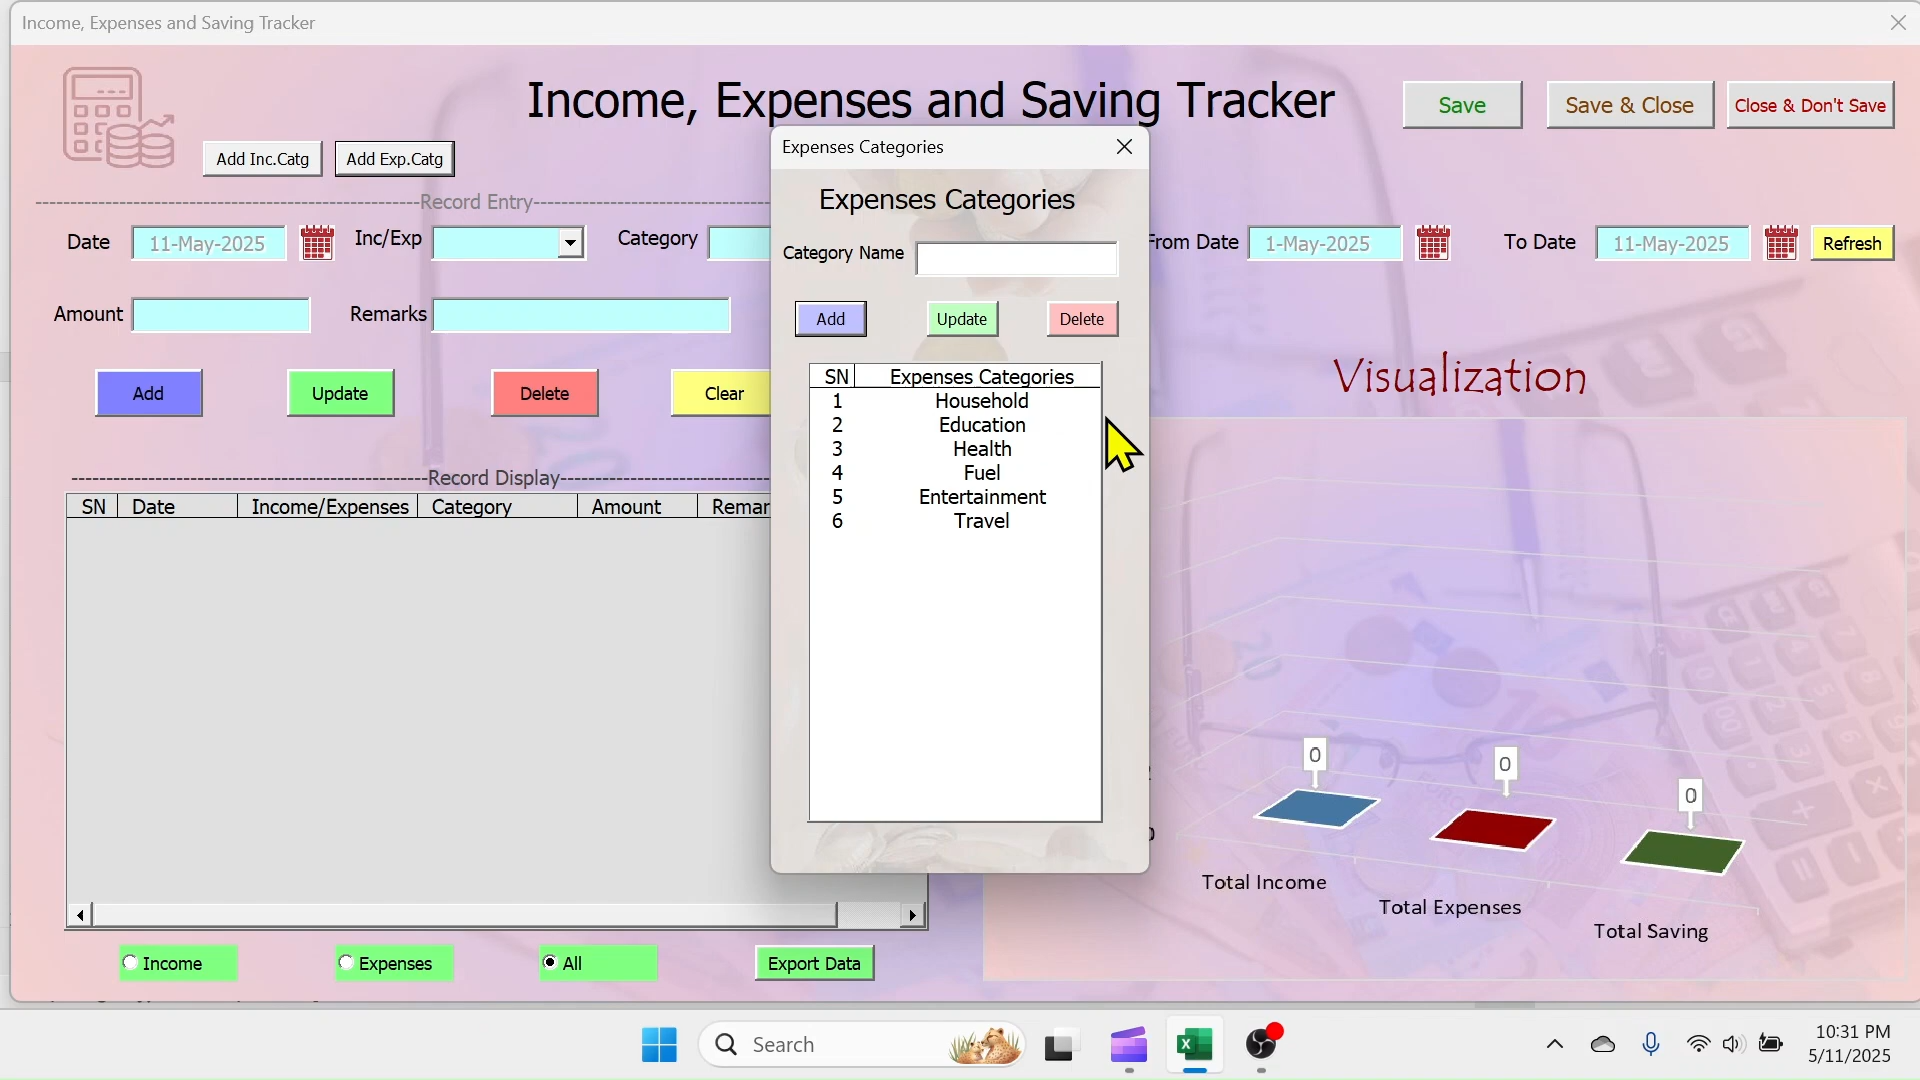 Income, Expenses and Saving Tracker
Income, Expenses and Saving Tracker
Save
Save & Close
Close & Don't Save
Add Inc.Catg
Add Exp.Catg
Record Entry
Date
11-May-2025
Inc/Exp
Category
From Date
1-May-2025
To Date
11-May-2025
Refresh
Amount
Remarks
Add
Update
Delete
Clear
Expenses Categories
Expenses Categories
Category Name
Add
Update
Delete
SN Expenses Categories
1 Household
2 Education
3 Health
4 Fuel
5 Entertainment
6 Travel
Visualization
Record Display
SN Date Income/Expenses Category Amount Remar
0
0
0
Total Income
Total Expenses
Total Saving
Income
Expenses
All
Export Data
Search
10:31 PM
5/11/2025